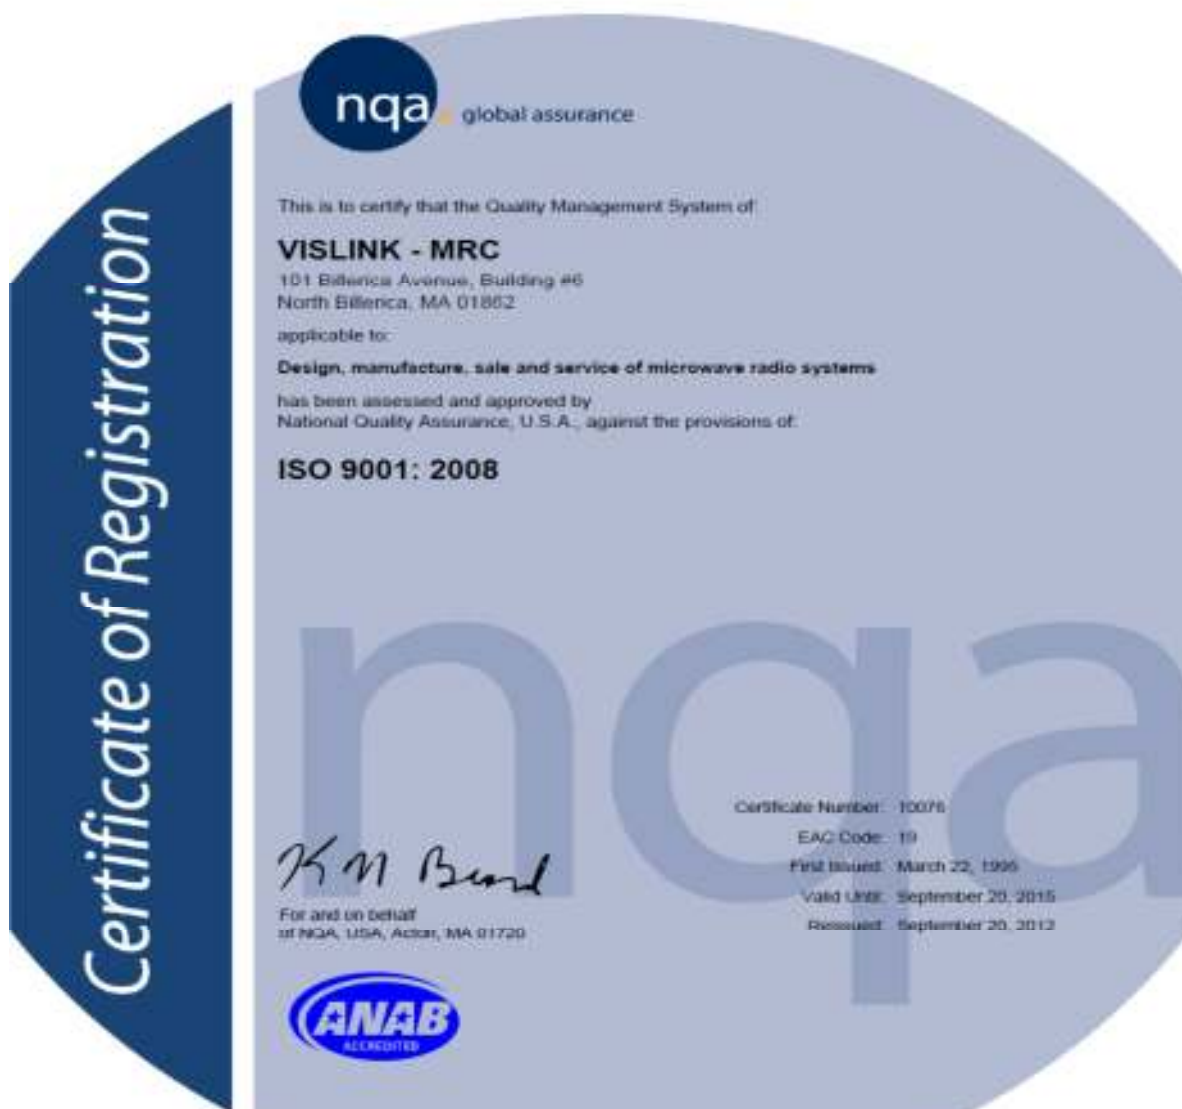 nqa. global assurance
Certificate of Registration
This is to certify that the Quality Management System of:
VISLINK - MRC
101 Billerica Avenue, Building #6
North Billerica, MA 01862
applicable to:
Design, manufacture, sale and service of microwave radio systems
has been assessed and approved by
National Quality Assurance, U.S.A., against the provisions of:
ISO 9001: 2008
nqa
Certificate Number: 10076
EAC Code: 19
First Issued: March 22, 1995
Valid Until: September 20, 2015
Reissued: September 20, 2012
K M Beard
For and on behalf
of NQA, USA, Acton, MA 01720
ANAB
ACCREDITED